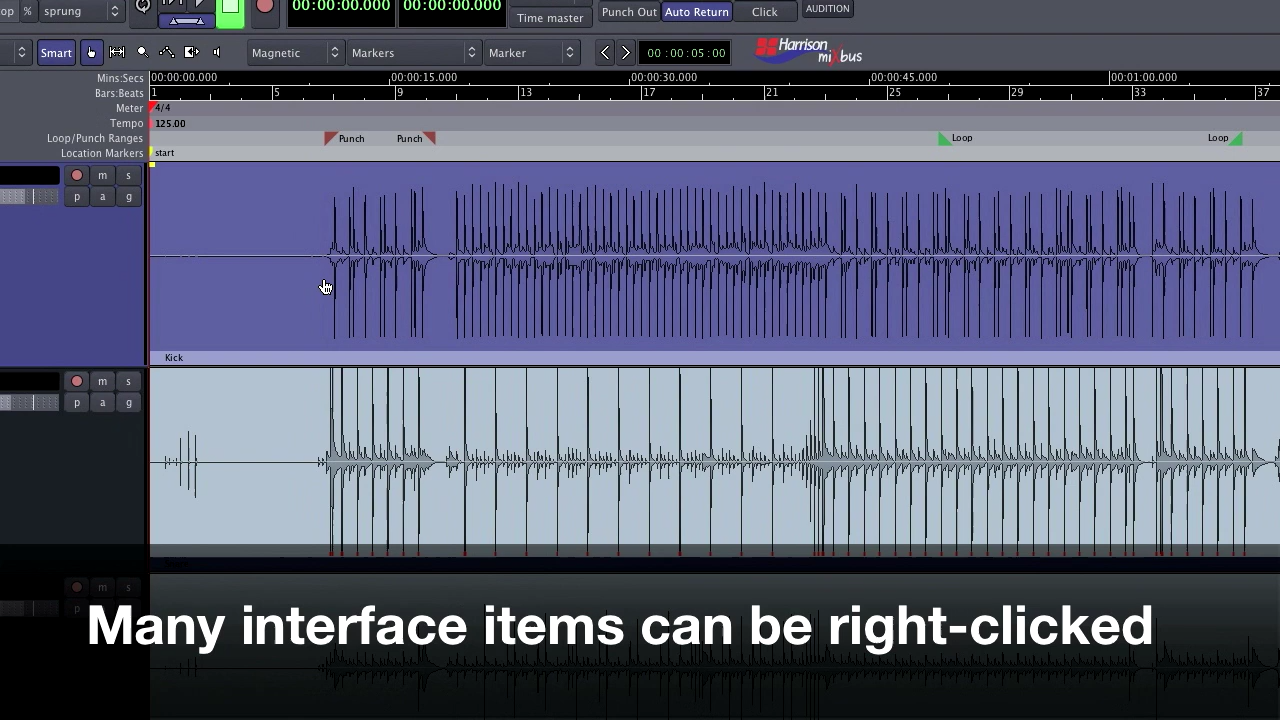 op % sprung 00:00:00.000 00:00:00.000 Time master Punch Out Auto Return Click AUDITION
Smart Magnetic Markers Marker 00:00:05:00 Harrison mixbus
Mins:Secs 00:00:00.000 00:00:15.000 00:00:30.000 00:00:45.000 00:01:00.000
Bars:Beats 1 5 9 13 17 21 25 29 33 37
Meter 4/4
Tempo 125.00
Loop/Punch Ranges Punch Punch Loop Loop
Location Markers start
m s
p a g
Kick
m s
p a g
m s
p
Many interface items can be right-clicked